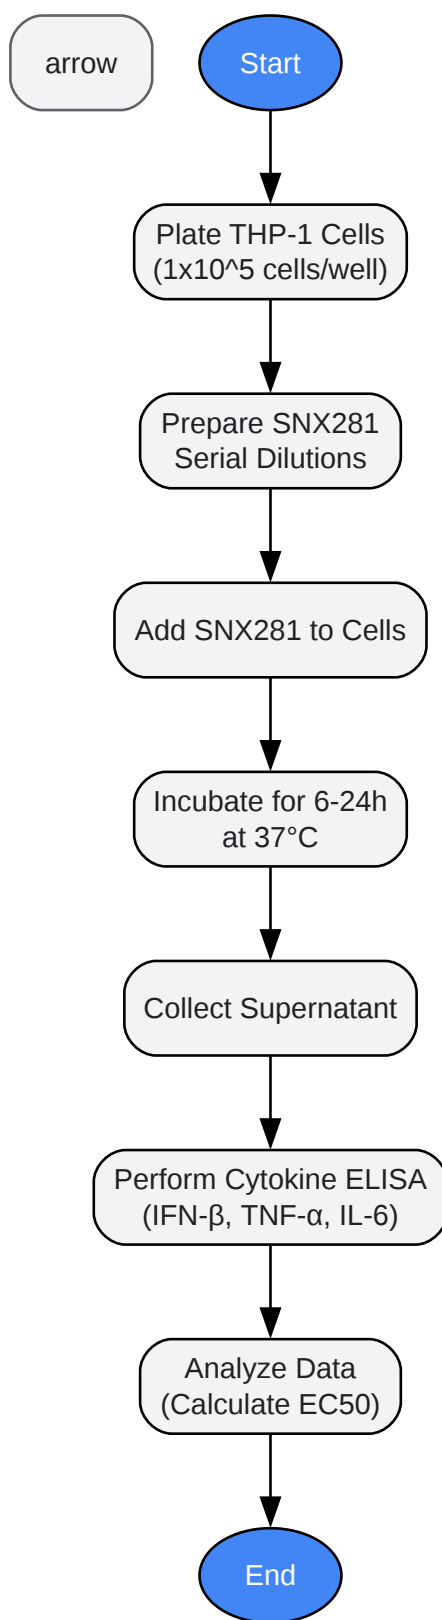 arrow
Start
Plate THP-1 Cells
(1x10^5 cells/well)
Prepare SNX281
Serial Dilutions
Add SNX281 to Cells
Incubate for 6-24h
at 37°C
Collect Supernatant
Perform Cytokine ELISA
(IFN-β, TNF-α, IL-6)
Analyze Data
(Calculate EC50)
End